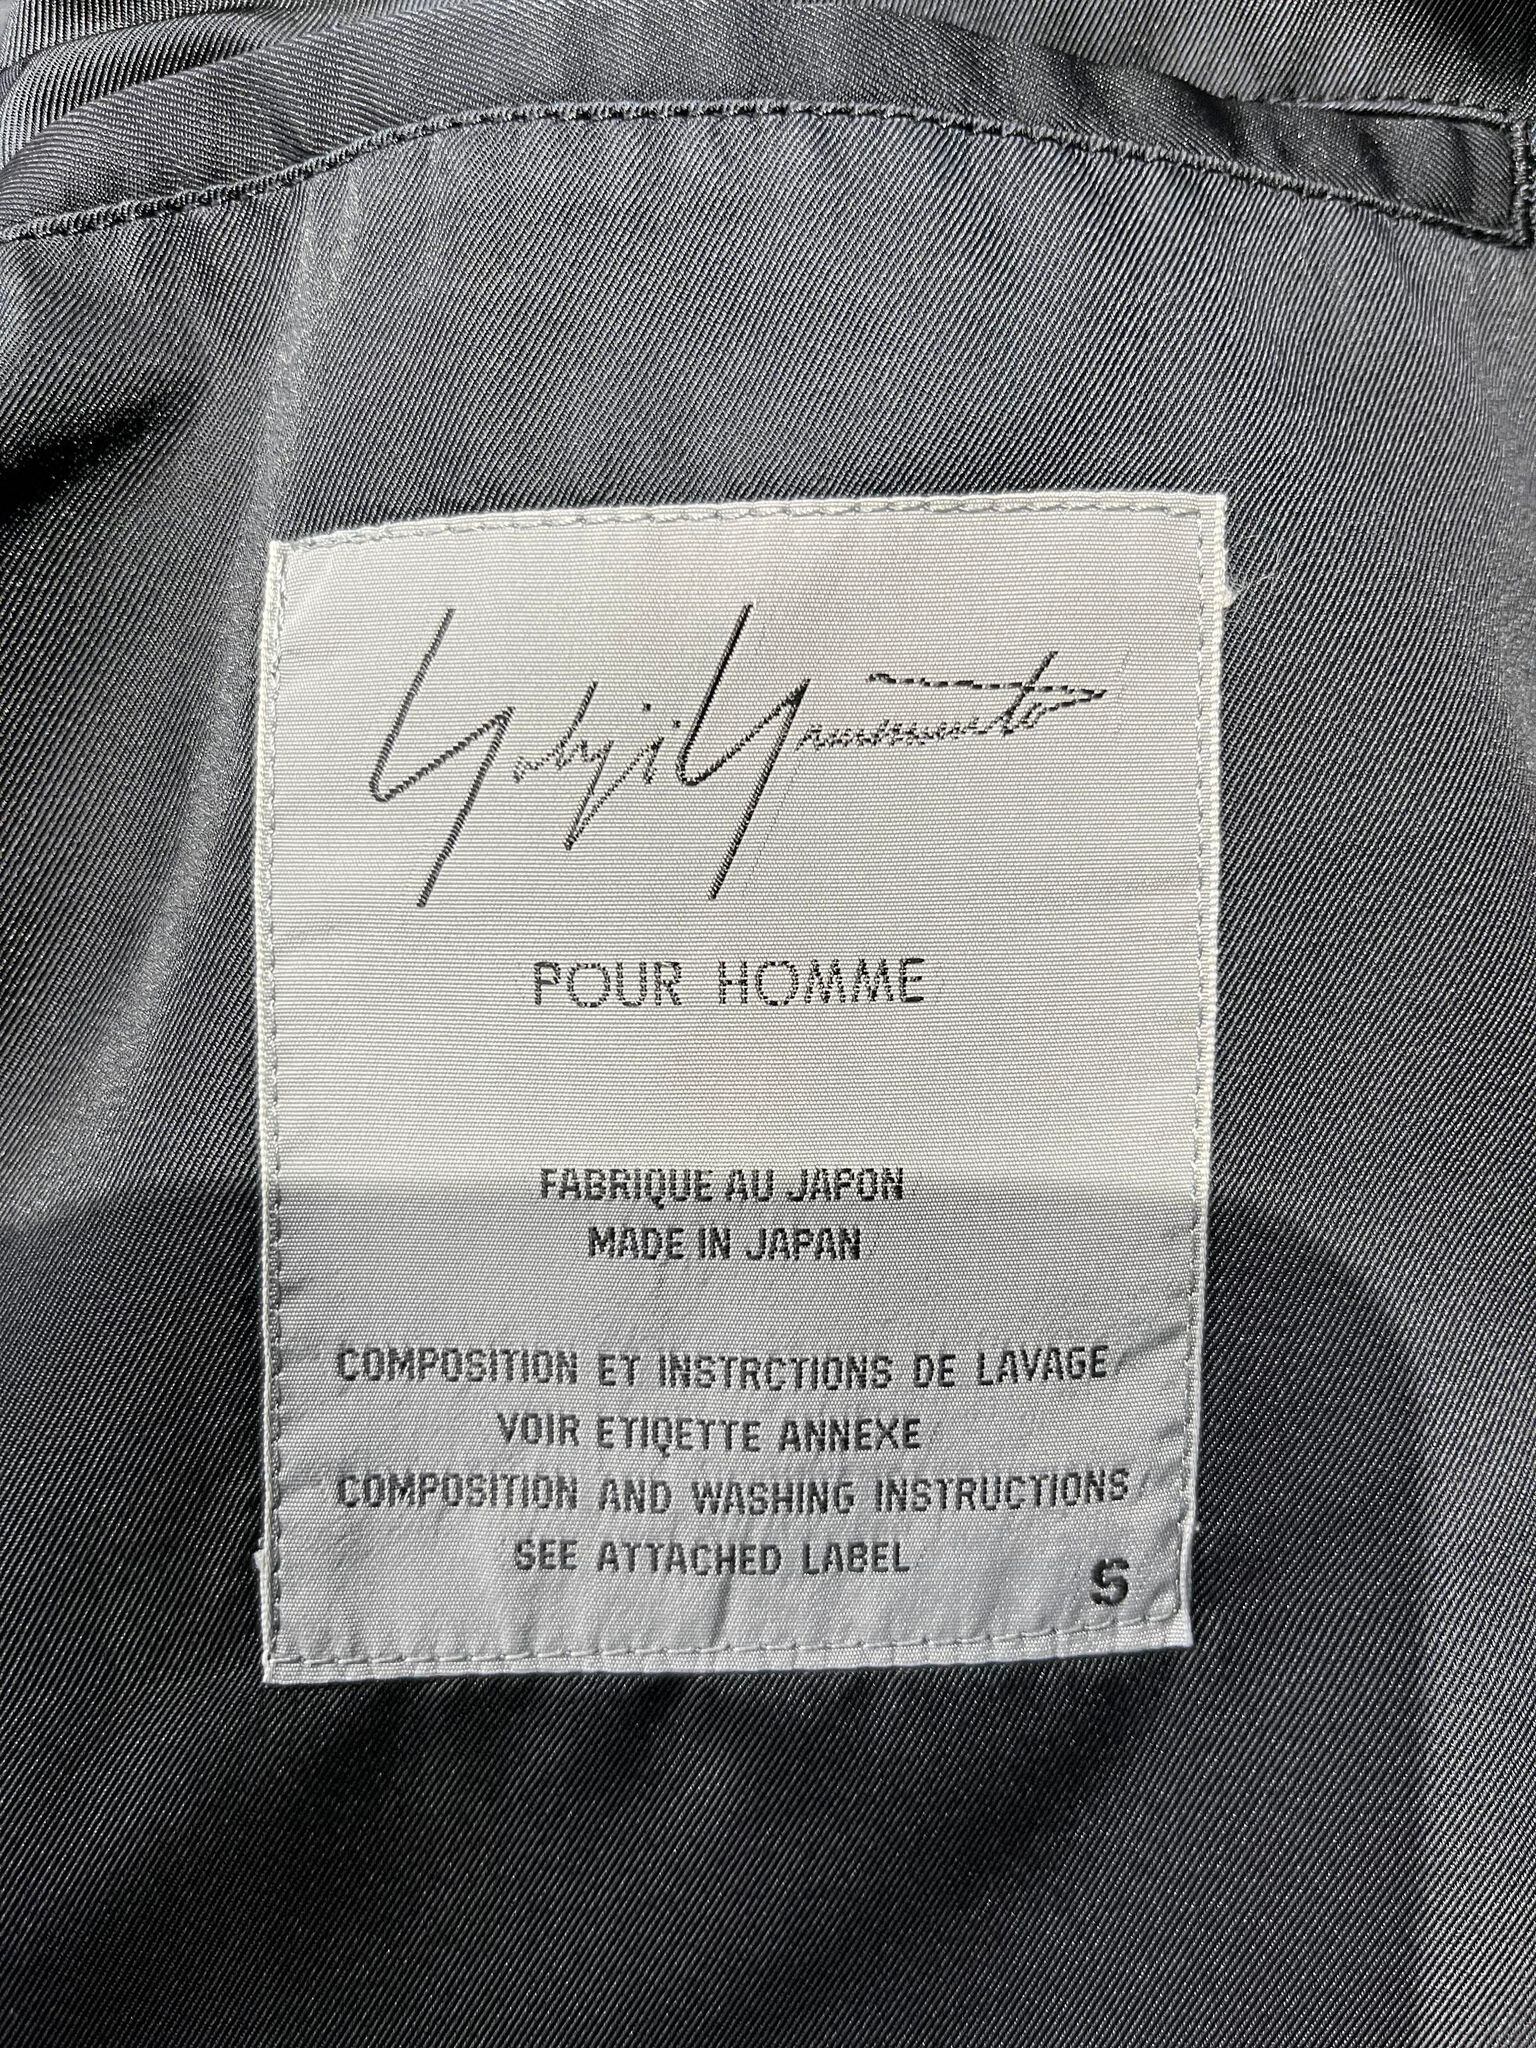 Yohji Yamamoto
POUR HOMME
FABRIQUE AU JAPON
MADE IN JAPAN
COMPOSITION ET INSTRCTIONS DE LAVAGE
VOIR ETIQETTE ANNEXE
COMPOSITION AND WASHING INSTRUCTIONS
SEE ATTACHED LABEL
S